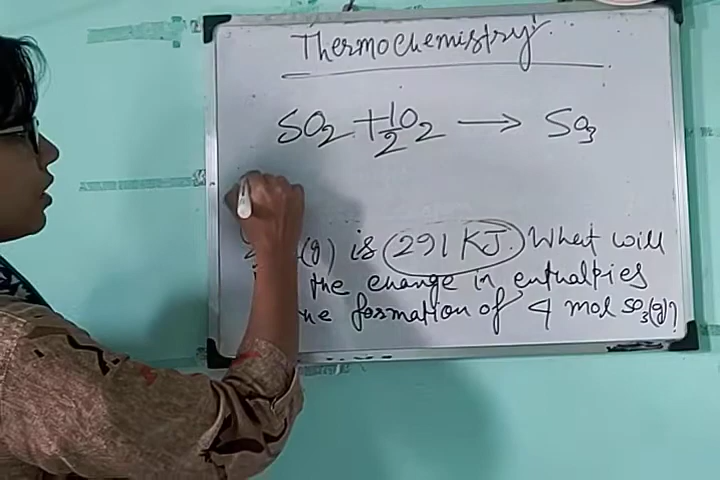 Thermochemistry
SO2 + 1/2 O2 → SO3
(g) is 291 KJ. What will
the change in enthalpies
the formation of 4 mol SO3(g)?